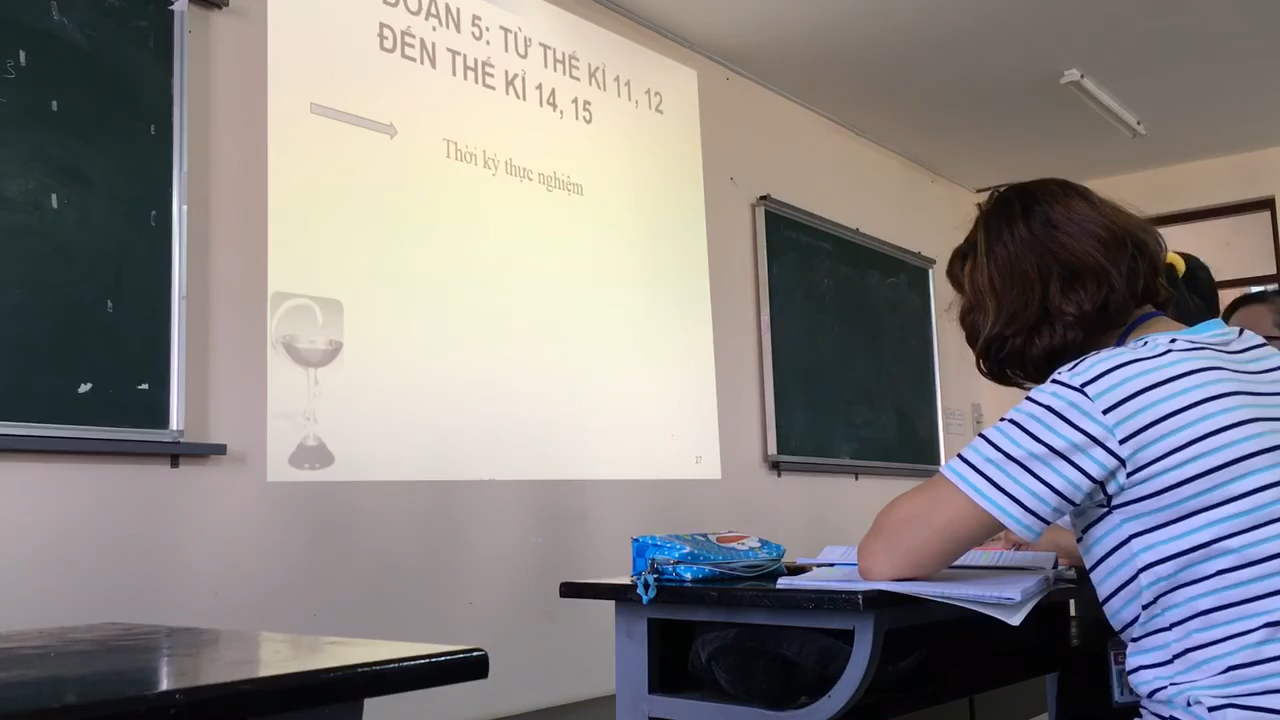 ĐOẠN 5: TỪ THẾ KỈ 11, 12
ĐẾN THẾ KỈ 14, 15
Thời kỳ thực nghiệm
27